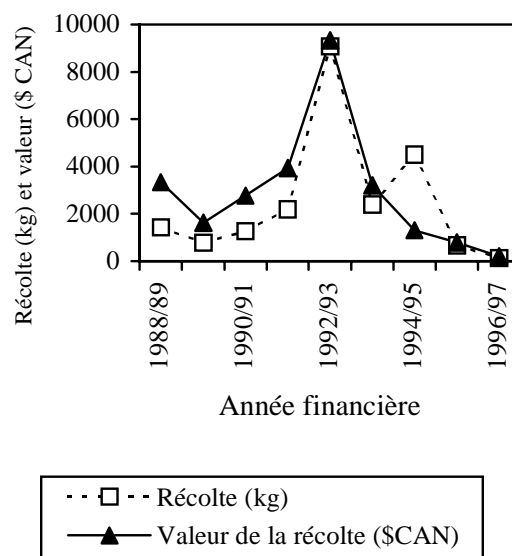 Récolte (kg) et valeur ($ CAN)
10000
8000
6000
4000
2000
0
1988/89
1990/91
1992/93
1994/95
1996/97
Année financière
Récolte (kg)
Valeur de la récolte ($CAN)